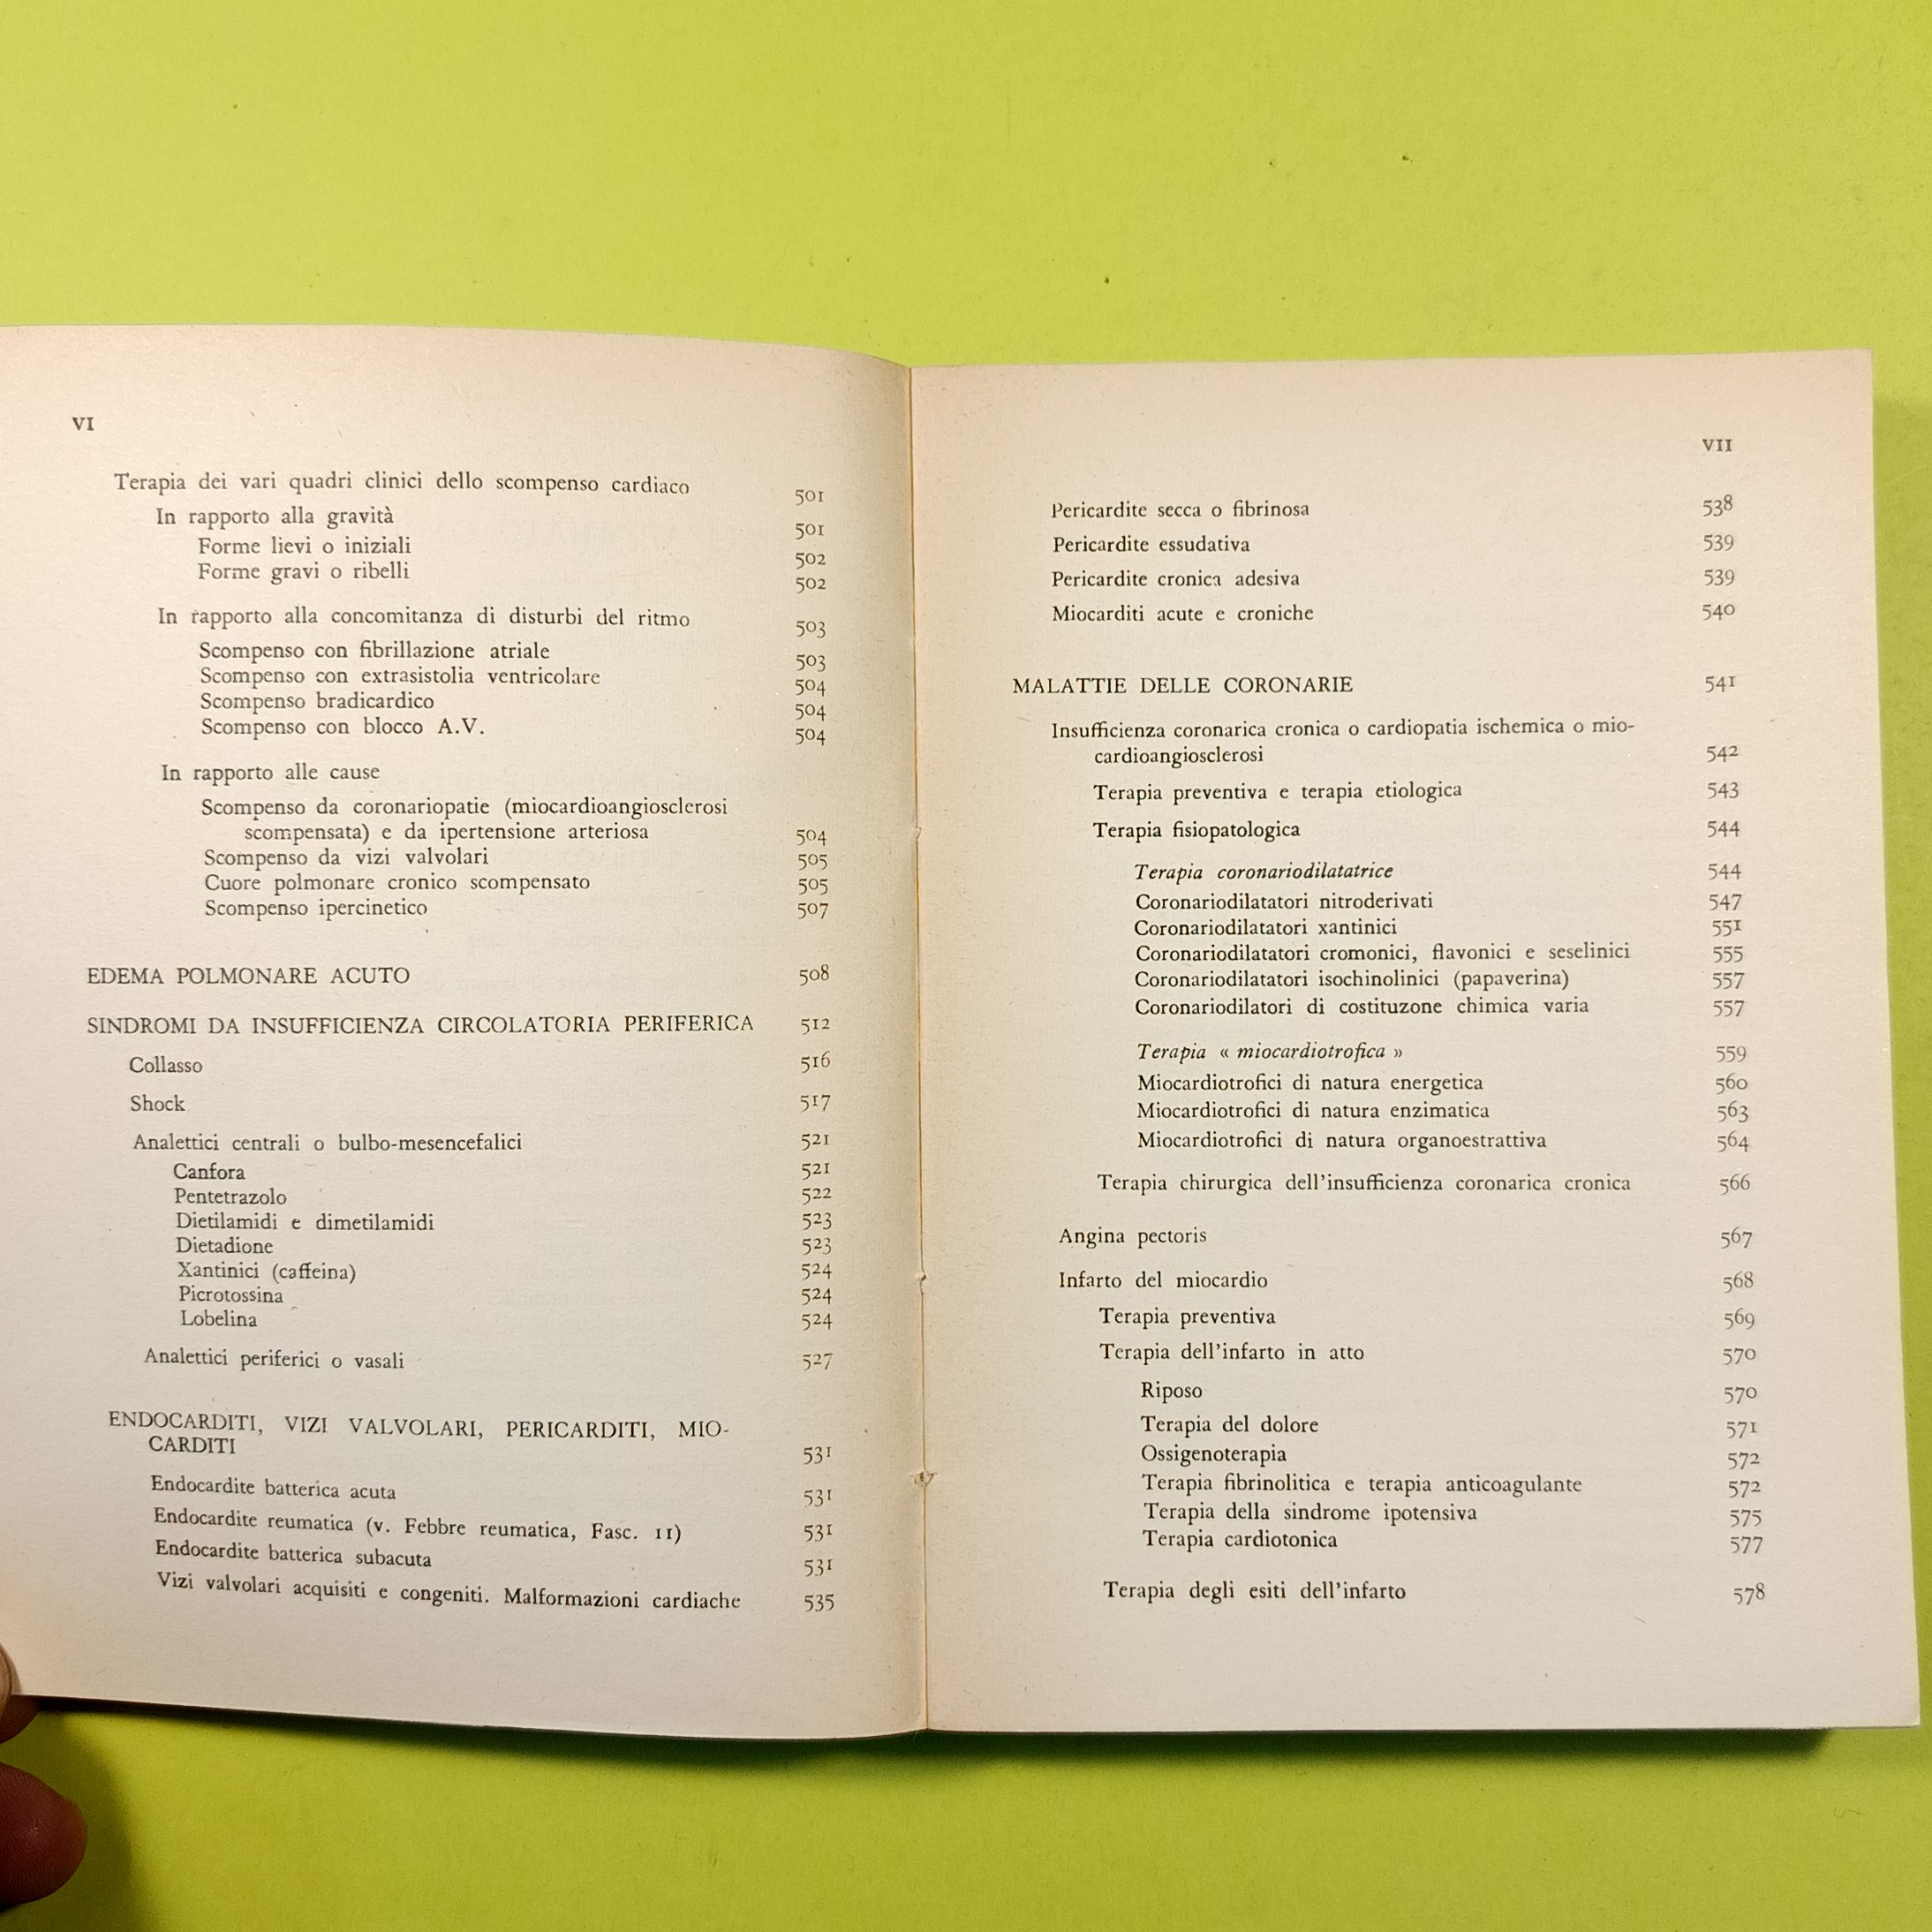 VI
Terapia dei vari quadri clinici dello scompenso cardiaco 501
In rapporto alla gravità 501
Forme lievi o iniziali 502
Forme gravi o ribelli 502
In rapporto alla concomitanza di disturbi del ritmo 503
Scompenso con fibrillazione atriale 503
Scompenso con extrasistolia ventricolare 504
Scompenso bradicardico 504
Scompenso con blocco A.V. 504
In rapporto alle cause
Scompenso da coronariopatie (miocardioangiosclerosi
scompensata) e da ipertensione arteriosa 504
Scompenso da vizi valvolari 505
Cuore polmonare cronico scompensato 505
Scompenso ipercinetico 507
EDEMA POLMONARE ACUTO 508
SINDROMI DA INSUFFICIENZA CIRCOLATORIA PERIFERICA 512
Collasso 516
Shock 517
Analettici centrali o bulbo-mesencefalici 521
Canfora 521
Pentetrazolo 522
Dietilamidi e dimetilamidi 523
Dietadione 523
Xantinici (caffeina) 524
Picrotossina 524
Lobelina 524
Analettici periferici o vasali 527
ENDOCARDITI, VIZI VALVOLARI, PERICARDITI, MIO-
CARDITI 531
Endocardite batterica acuta 531
Endocardite reumatica (v. Febbre reumatica, Fasc. 11) 531
Endocardite batterica subacuta 531
Vizi valvolari acquisiti e congeniti. Malformazioni cardiache 535
VII
Pericardite secca o fibrinosa 538
Pericardite essudativa 539
Pericardite cronica adesiva 539
Miocarditi acute e croniche 540
MALATTIE DELLE CORONARIE 541
Insufficienza coronarica cronica o cardiopatia ischemica o mio-
cardioangiosclerosi 542
Terapia preventiva e terapia etiologica 543
Terapia fisiopatologica 544
Terapia coronariodilatatrice 544
Coronariodilatatori nitroderivati 547
Coronariodilatatori xantinici 551
Coronariodilatatori cromonici, flavonici e seselinici 555
Coronariodilatatori isochinolinici (papaverina) 557
Coronariodilatori di costituzone chimica varia 557
Terapia « miocardiotrofica » 559
Miocardiotrofici di natura energetica 560
Miocardiotrofici di natura enzimatica 563
Miocardiotrofici di natura organoestrattiva 564
Terapia chirurgica dell'insufficienza coronarica cronica 566
Angina pectoris 567
Infarto del miocardio 568
Terapia preventiva 569
Terapia dell'infarto in atto 570
Riposo 570
Terapia del dolore 571
Ossigenoterapia 572
Terapia fibrinolitica e terapia anticoagulante 572
Terapia della sindrome ipotensiva 575
Terapia cardiotonica 577
Terapia degli esiti dell'infarto 578